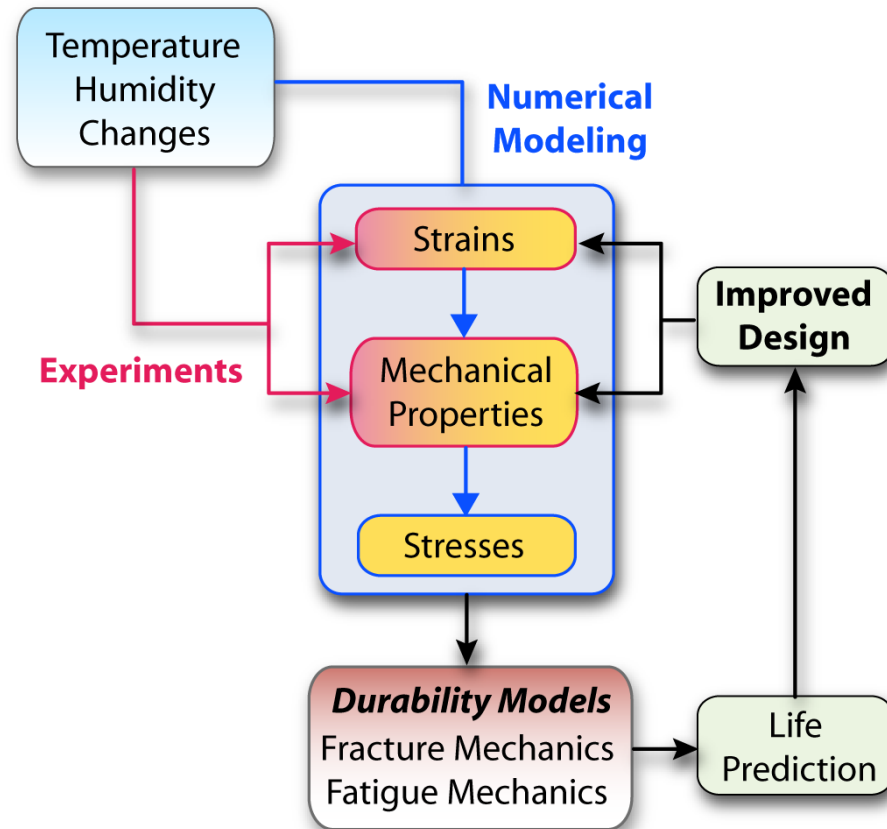 Temperature
Humidity
Changes
Numerical
Modeling
Strains
Improved
Design
Experiments
Mechanical
Properties
Stresses
Durability Models
Fracture Mechanics
Fatigue Mechanics
Life
Prediction